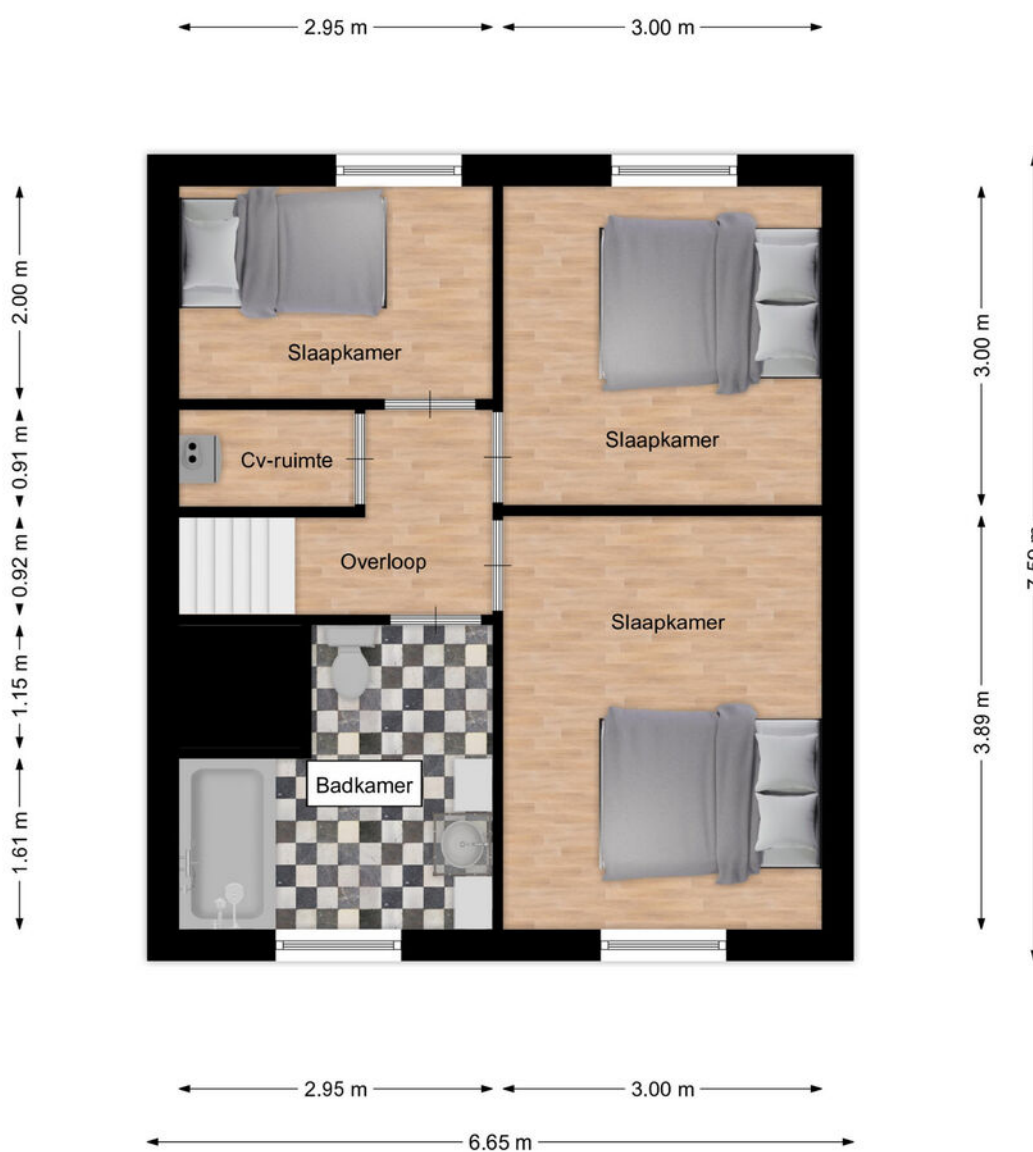 2.95 m
3.00 m
2.00 m
Slaapkamer
3.00 m
Slaapkamer
0.91 m
Cv-ruimte
0.92 m
Overloop
Slaapkamer
1.15 m
3.89 m
Badkamer
1.61 m
2.95 m
3.00 m
6.65 m